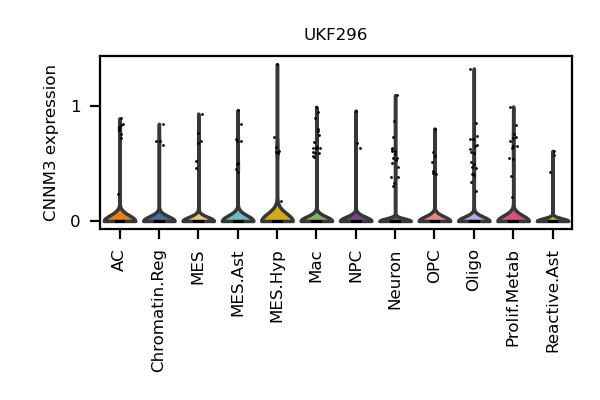 UKF296
CNNM3 expression
1
0
AC
Chromatin.Reg
MES
MES.Ast
MES.Hyp
Mac
NPC
Neuron
OPC
Oligo
Prolif.Metab
Reactive.Ast